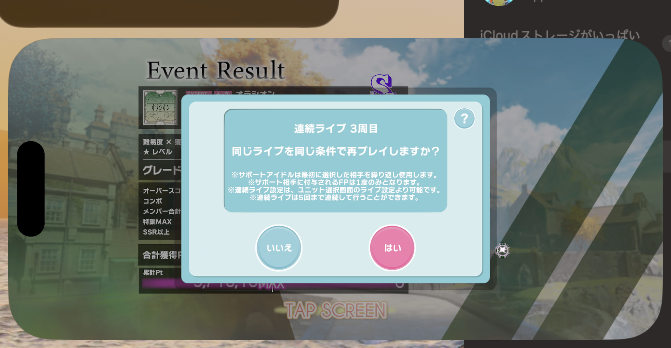 iCloudストレージがいっぱい
Event Result
S
連続ライブ 3周目
?
同じライブを同じ条件で再プレイしますか?
難易度 ×
★ レベル
※サポートアイドルは最初に選択した相手を繰り返し使用します。
※サポート相手に付与されるFPは1度のみとなります。
※連続ライブ設定は、ユニット選択画面のライブ設定より可能です。
※連続ライブは5回まで連続して行うことができます。
グレード
オーバースコ
コンボ
メンバー合計
特訓MAX
SSR以上
いいえ
はい
合計獲得P
累計Pt
MAX
TAP SCREEN